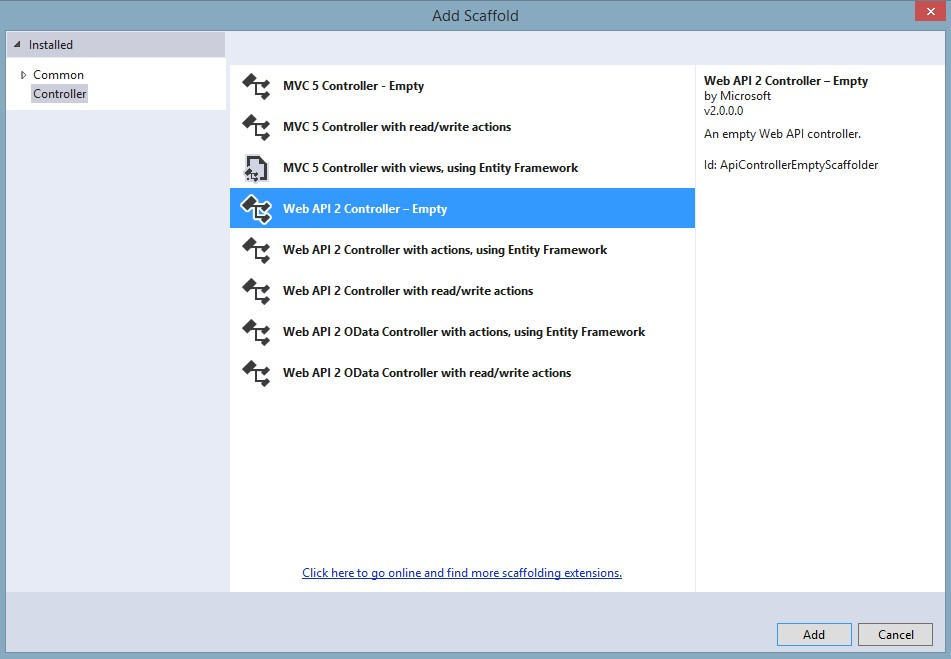 Add Scaffold
Installed
Common
Controller
MVC 5 Controller - Empty
MVC 5 Controller with read/write actions
MVC 5 Controller with views, using Entity Framework
Web API 2 Controller – Empty
Web API 2 Controller with actions, using Entity Framework
Web API 2 Controller with read/write actions
Web API 2 OData Controller with actions, using Entity Framework
Web API 2 OData Controller with read/write actions
Click here to go online and find more scaffolding extensions.
Web API 2 Controller – Empty
by Microsoft
v2.0.0.0
An empty Web API controller.
Id: ApiControllerEmptyScaffolder
Add
Cancel